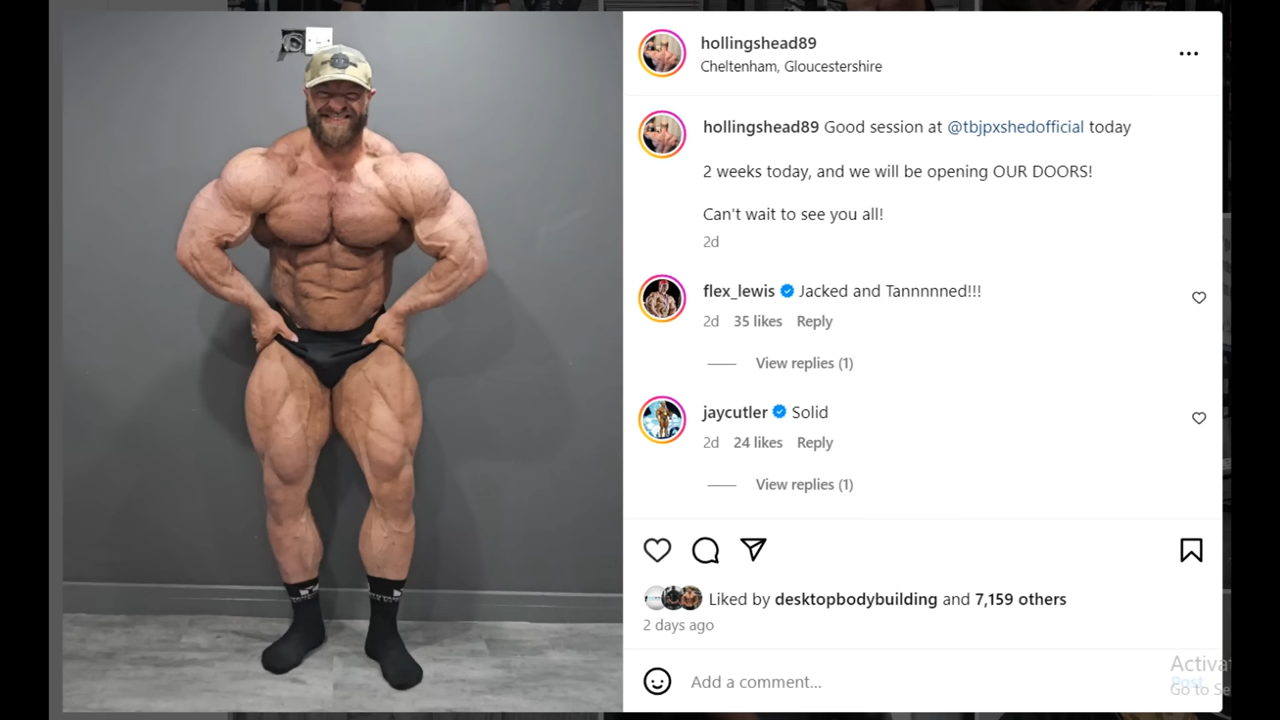 hollingshead89
Cheltenham, Gloucestershire
hollingshead89 Good session at @tbjpxshedofficial today
2 weeks today, and we will be opening OUR DOORS!
Can't wait to see you all!
2d
flex_lewis Jacked and Tannnnned!!!
2d 35 likes Reply
View replies (1)
jaycutler Solid
2d 24 likes Reply
View replies (1)
Liked by desktopbodybuilding and 7,159 others
2 days ago
Add a comment...
Activa
Post
Go to Se